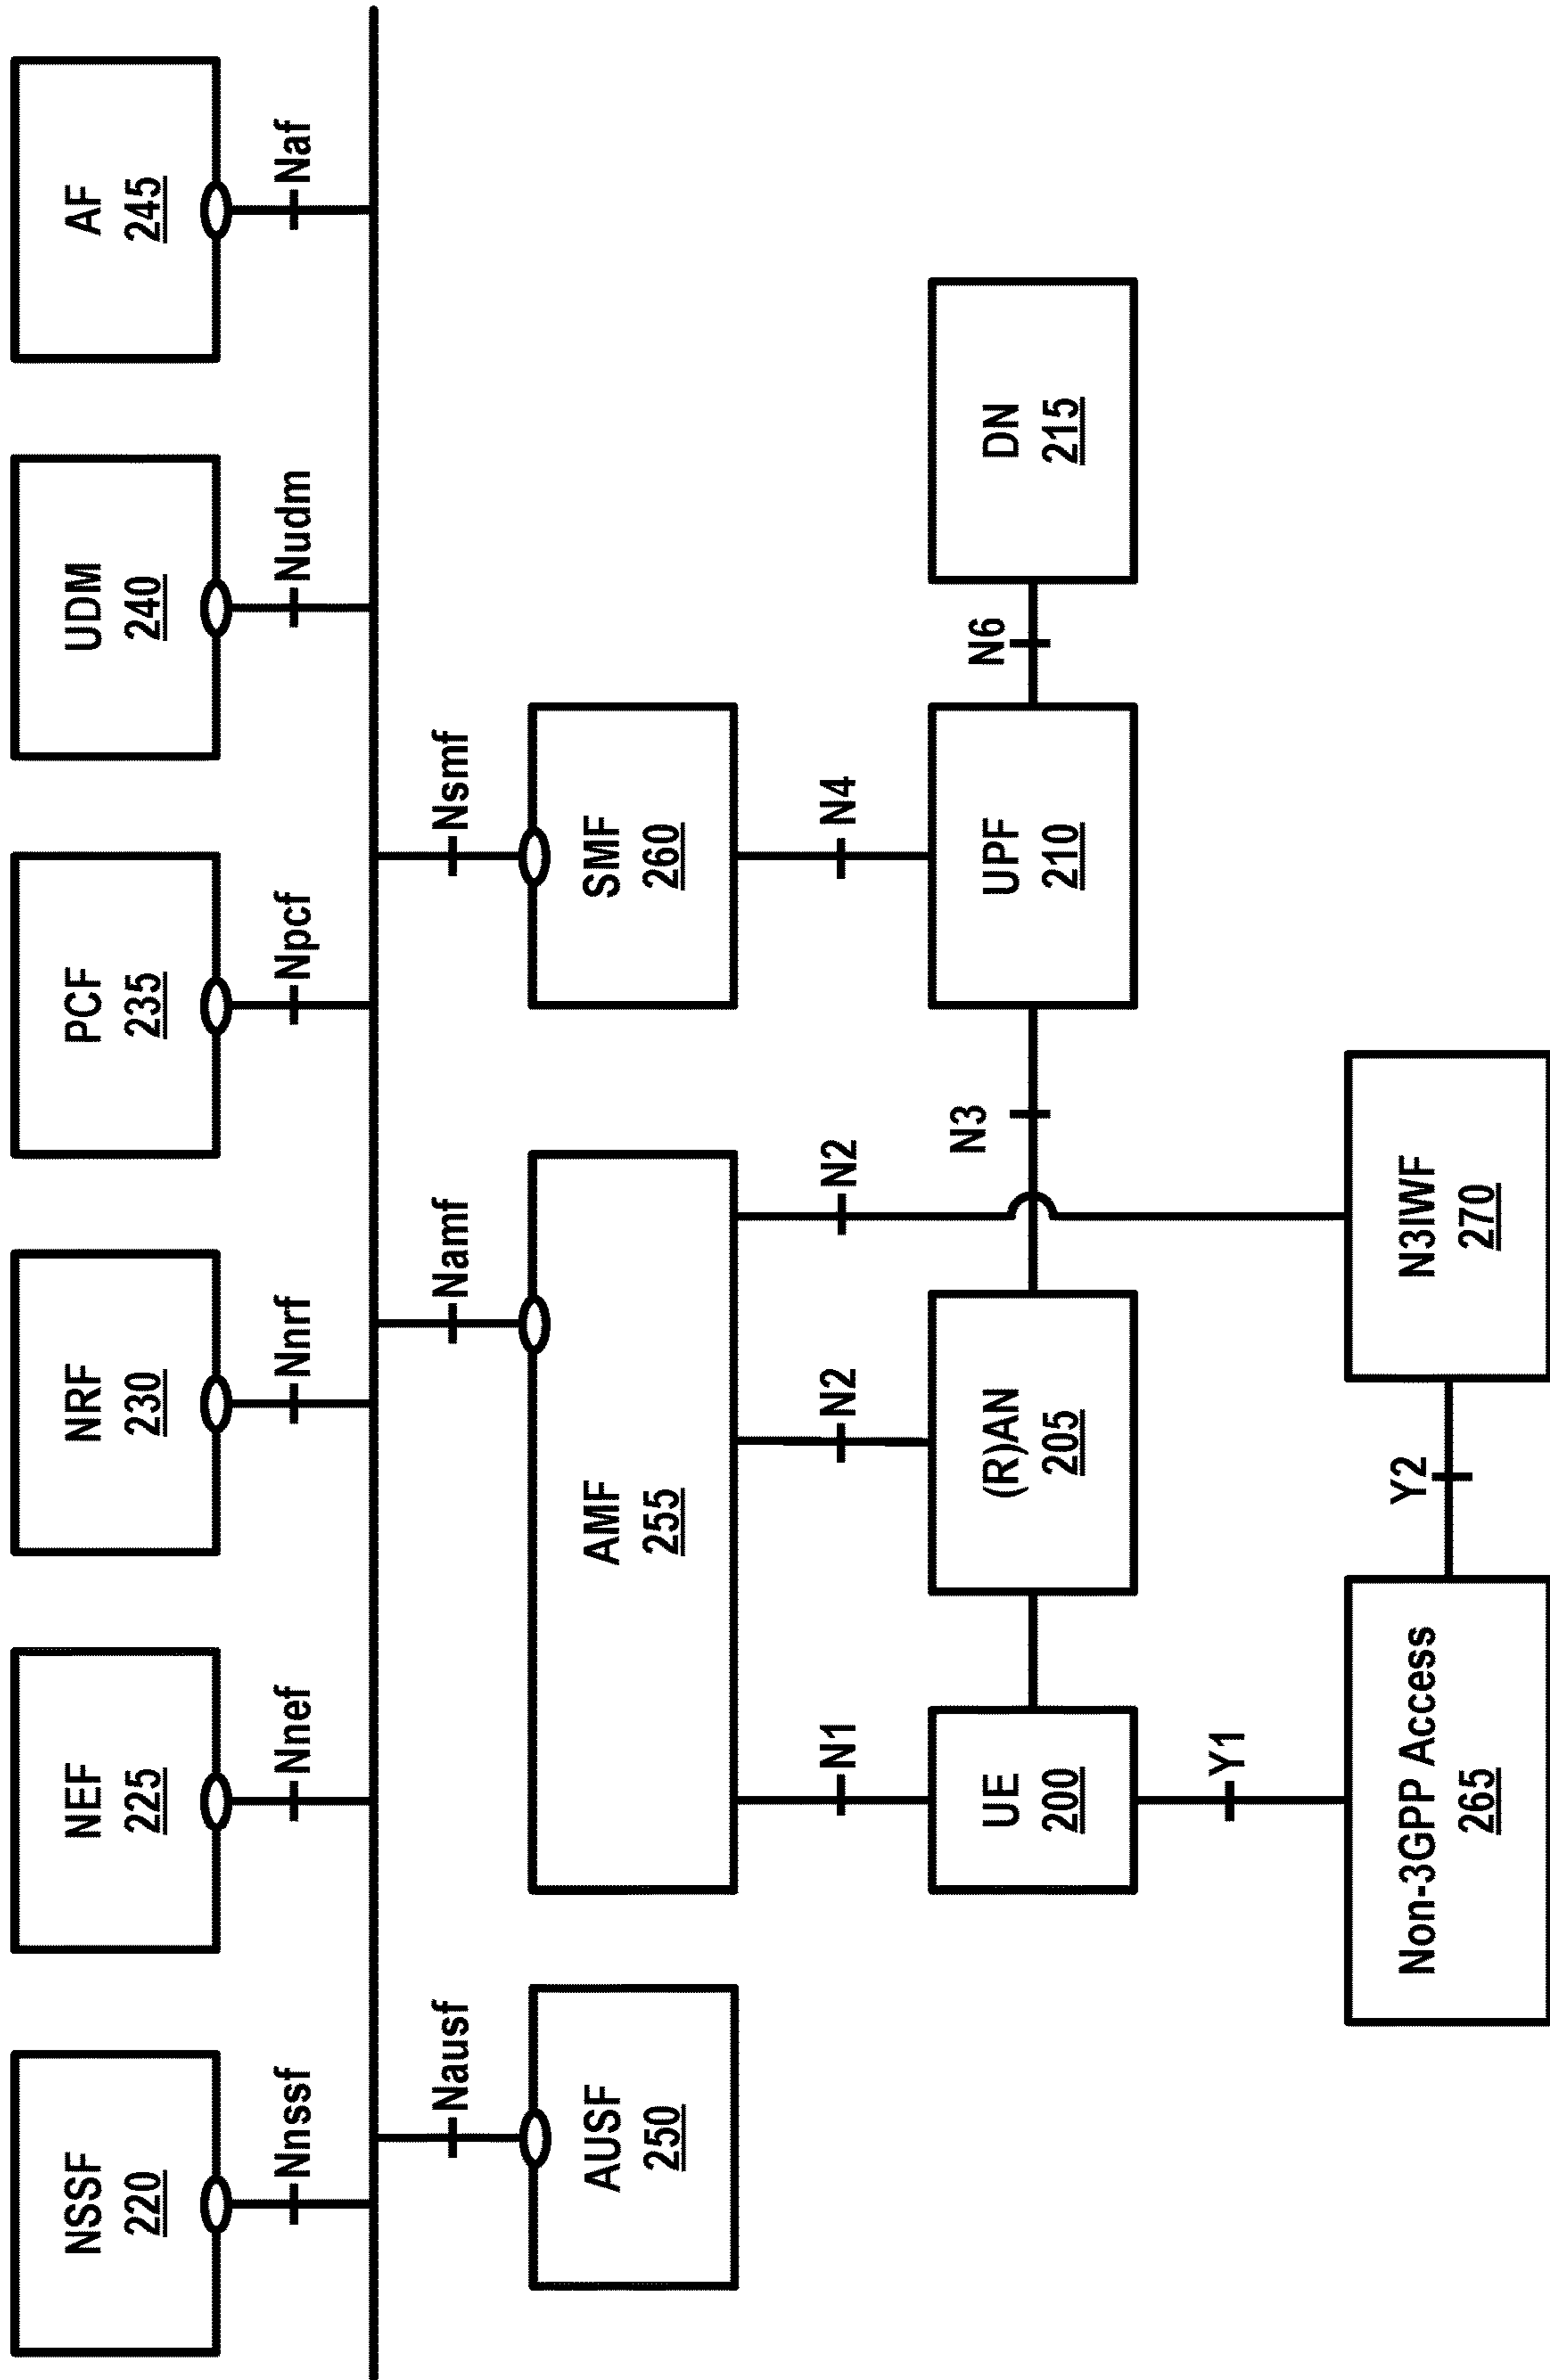 NSSF
220
NEF
225
NRF
230
PCF
235
UDM
240
AF
245
Nnssf
Nnef
Nnrf
Npcf
Nudm
Naf
Nausf
Namf
Nsmf
AUSF
250
AMF
255
SMF
260
N1
N2
N2
N4
UE
200
(R)AN
205
N3
UPF
210
N6
DN
215
Y1
Non-3GPP Access
265
Y2
N3IWF
270